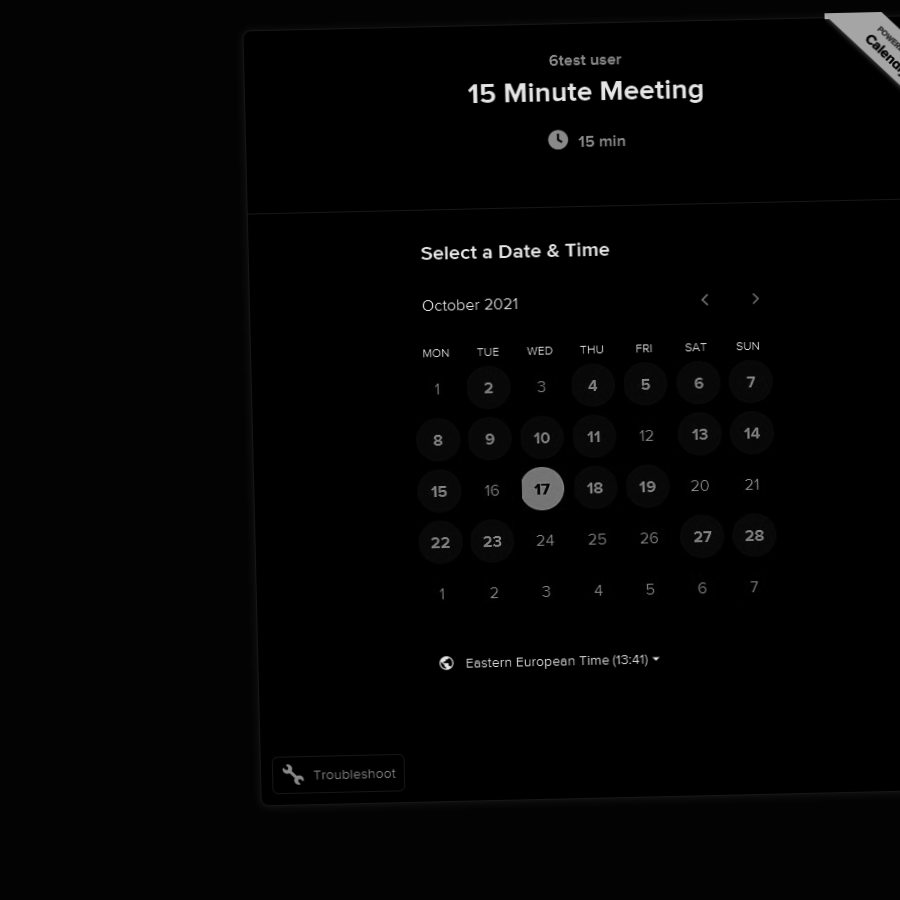 POWERED
Calendly
6test user
15 Minute Meeting
15 min
Select a Date & Time
October 2021
MON TUE WED THU FRI SAT SUN
1 2 3 4 5 6 7
8 9 10 11 12 13 14
15 16 17 18 19 20 21
22 23 24 25 26 27 28
1 2 3 4 5 6 7
Eastern European Time (13:41)
Troubleshoot